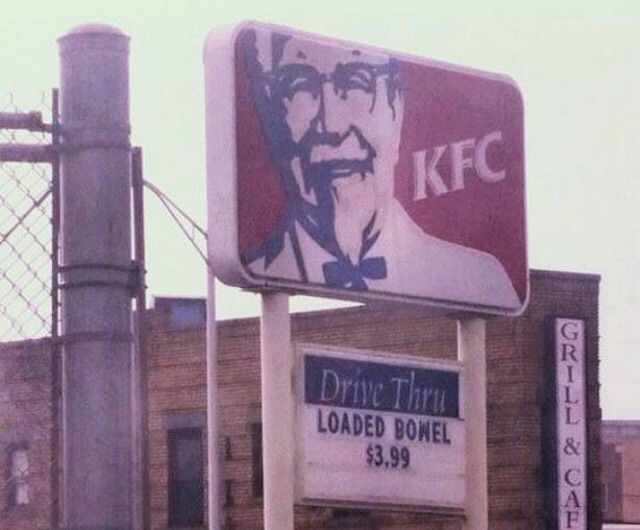 KFC
Drive Thru
LOADED BOWEL
$3.99
GRILL & CAF